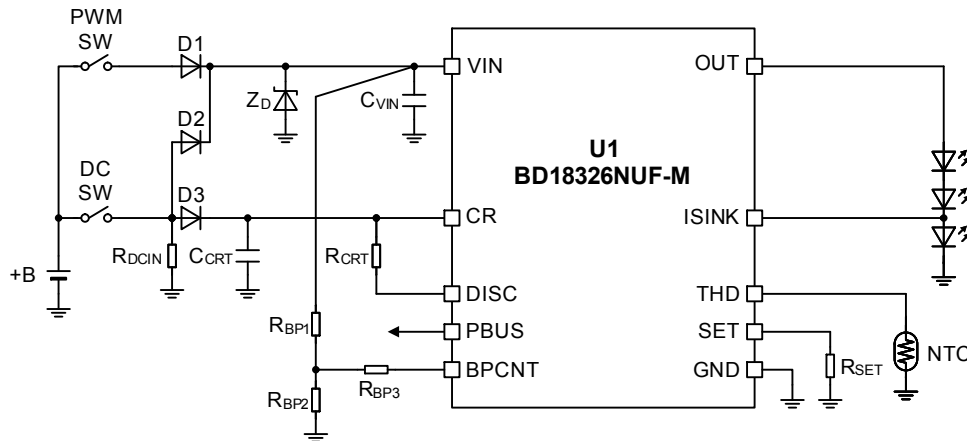 PWM
SW
D1
VIN
OUT
ZD
CVIN
D2
U1
BD18326NUF-M
DC
SW
D3
CR
ISINK
RDCIN
CCRT
RCRT
+B
DISC
THD
RBP1
PBUS
SET
NTC
RSET
BPCNT
GND
RBP3
RBP2